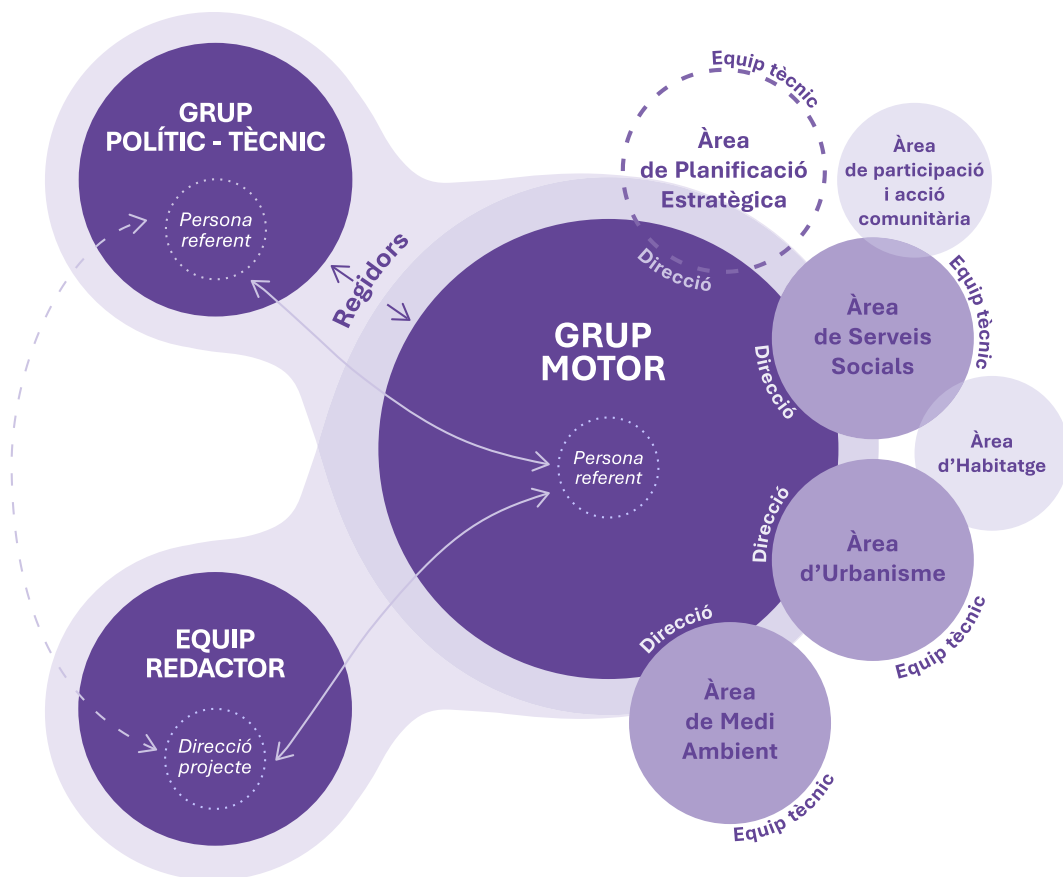 GRUP
POLÍTIC - TÈCNIC
Persona
referent
Regidors
Equip tècnic
Àrea
de Planificació
Estratègica
Direcció
Àrea
de participació
i acció
comunitària
GRUP
MOTOR
Persona
referent
Equip tècnic
Àrea
de Serveis
Socials
Direcció
Àrea
d’Habitatge
Direcció
Àrea
d’Urbanisme
Equip tècnic
Direcció
Àrea
de Medi
Ambient
Equip tècnic
EQUIP
REDACTOR
Direcció
projecte